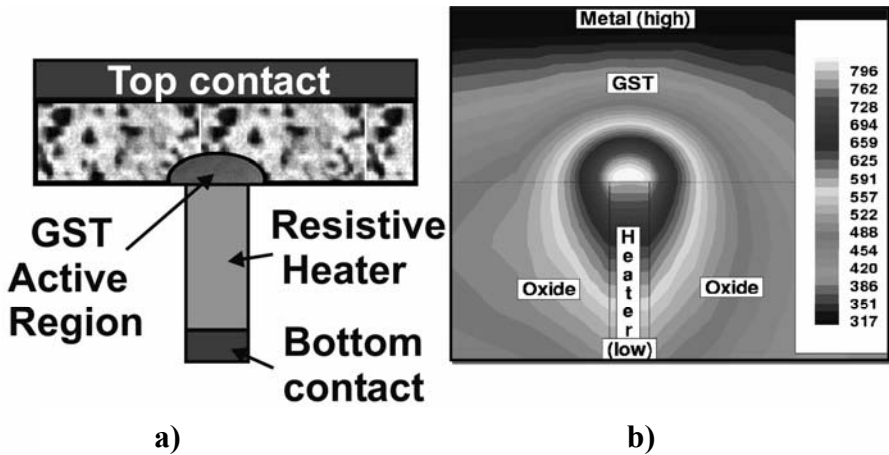 Top contact
GST
Active
Region
Resistive
Heater
Bottom
contact
a)
Metal (high)
GST
Oxide
Heater
Oxide
(low)
796
762
728
694
659
625
591
557
522
488
454
420
386
351
317
b)